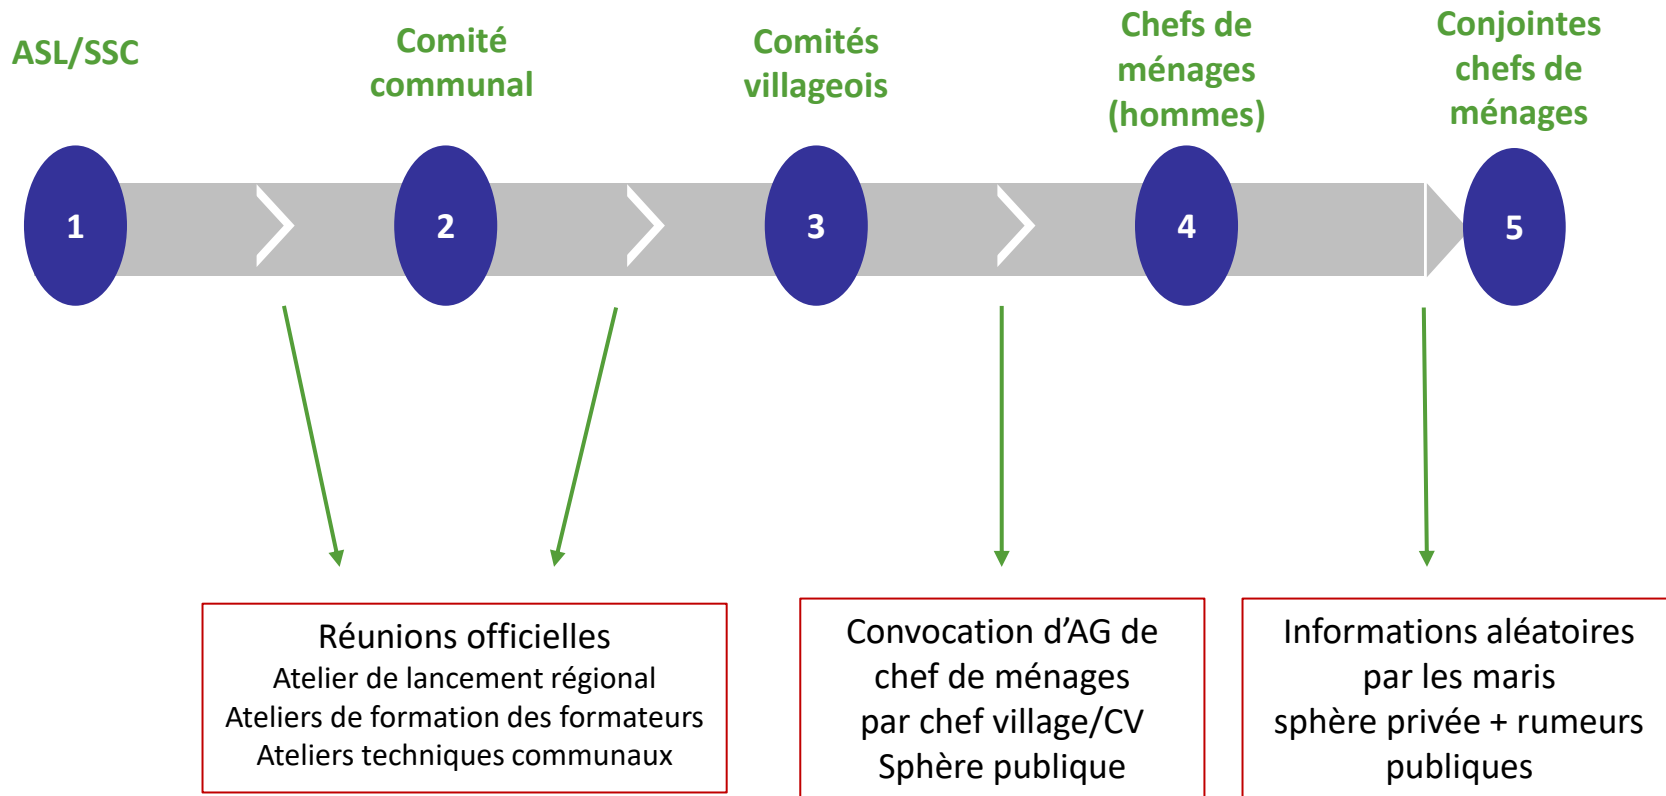 ASL/SSC
Comité
communal
Comités
villageois
Chefs de
ménages
(hommes)
Conjointes
chefs de
ménages
1
2
3
4
5
Réunions officielles
Atelier de lancement régional
Ateliers de formation des formateurs
Ateliers techniques communaux
Convocation d’AG de
chef de ménages
par chef village/CV
Sphère publique
Informations aléatoires
par les maris
sphère privée + rumeurs
publiques